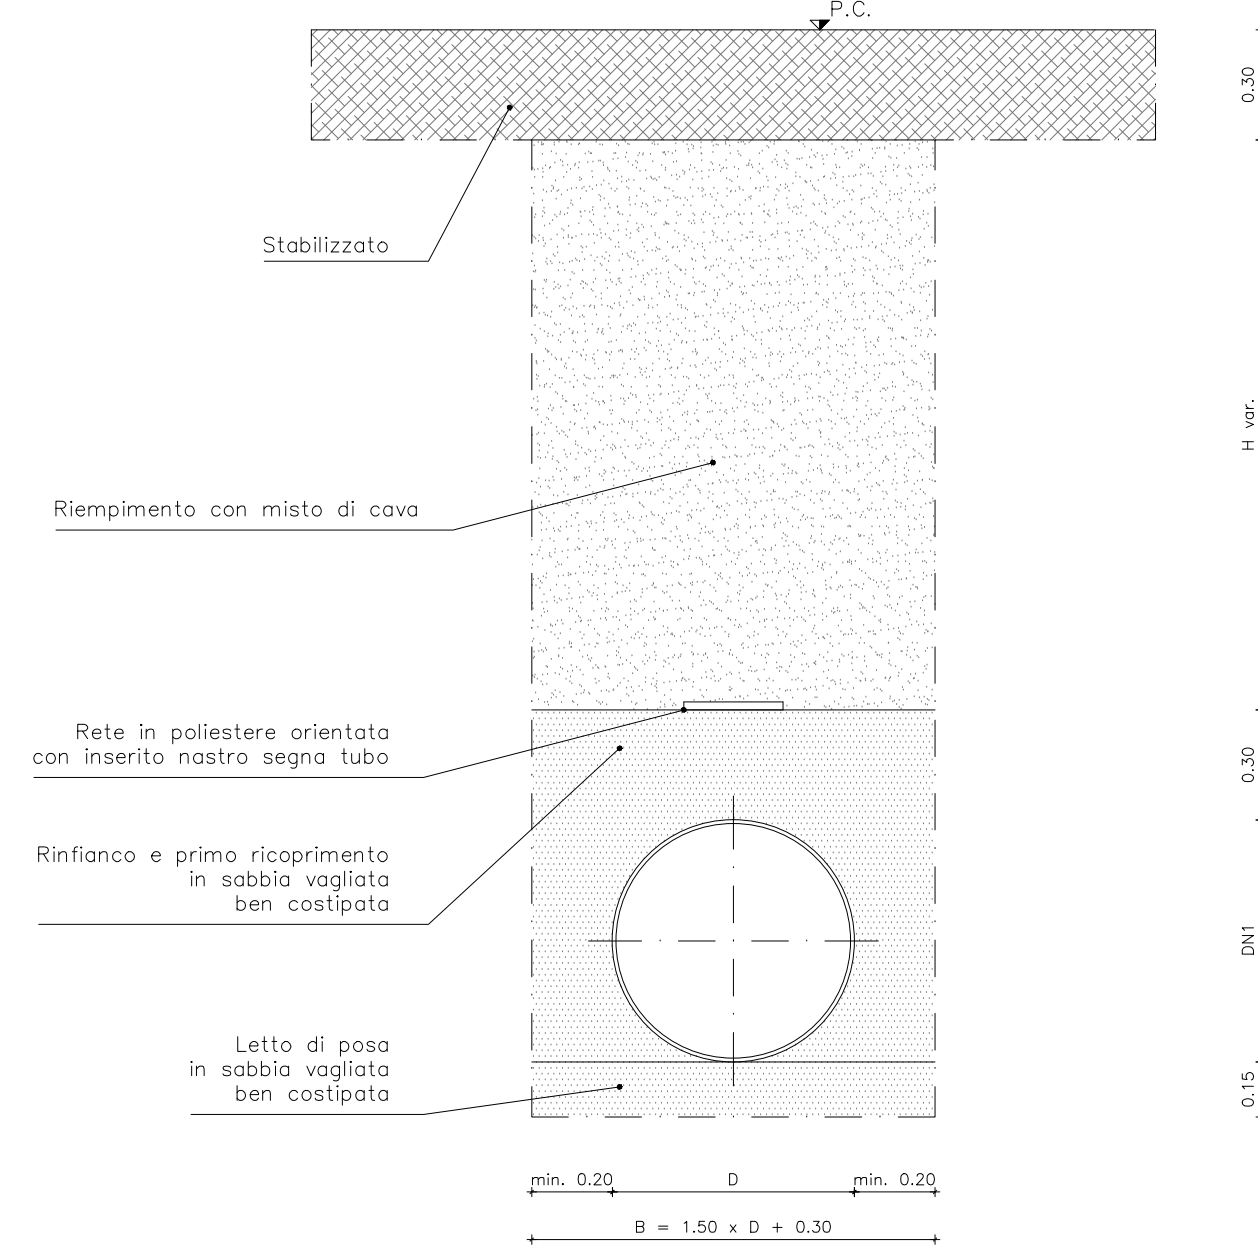 P.C.
0.30
Stabilizzato
H var.
Riempimento con misto di cava
Rete in poliestere orientata
con inserito nastro segna tubo
0.30
Rinfianco e primo ricoprimento
in sabbia vagliata
ben costipata
DN1
Letto di posa
in sabbia vagliata
ben costipata
0.15
min. 0.20 D min. 0.20
B = 1.50 x D + 0.30